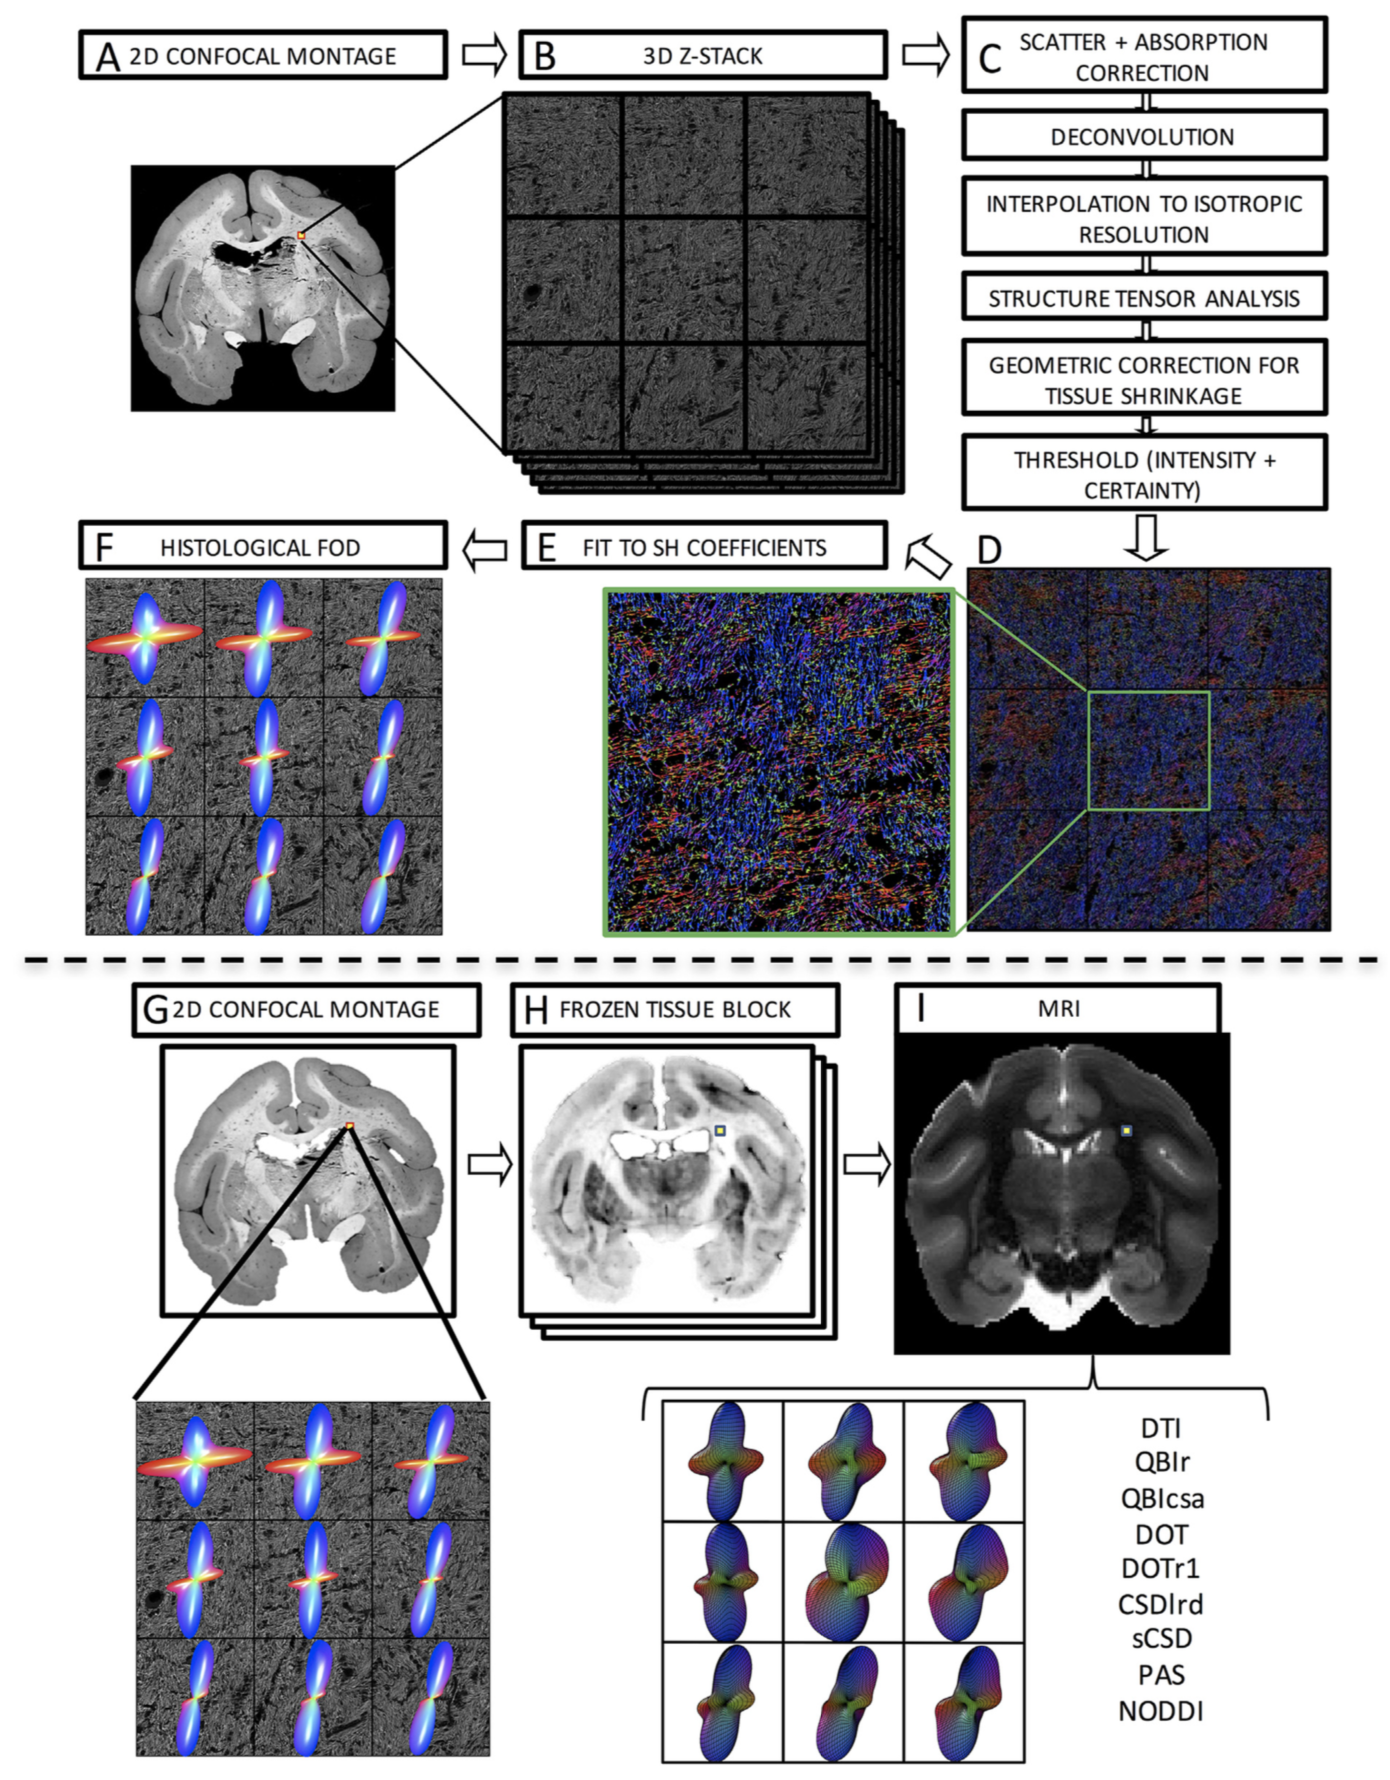 A 2D CONFOCAL MONTAGE
B 3D Z-STACK
C SCATTER + ABSORPTION
CORRECTION
DECONVOLUTION
INTERPOLATION TO ISOTROPIC
RESOLUTION
STRUCTURE TENSOR ANALYSIS
GEOMETRIC CORRECTION FOR
TISSUE SHRINKAGE
THRESHOLD (INTENSITY +
CERTAINTY)
D
E FIT TO SH COEFFICIENTS
F HISTOLOGICAL FOD
G 2D CONFOCAL MONTAGE
H FROZEN TISSUE BLOCK
I MRI
DTI
QBIr
QBIcsa
DOT
DOTr1
CSDlrd
sCSD
PAS
NODDI